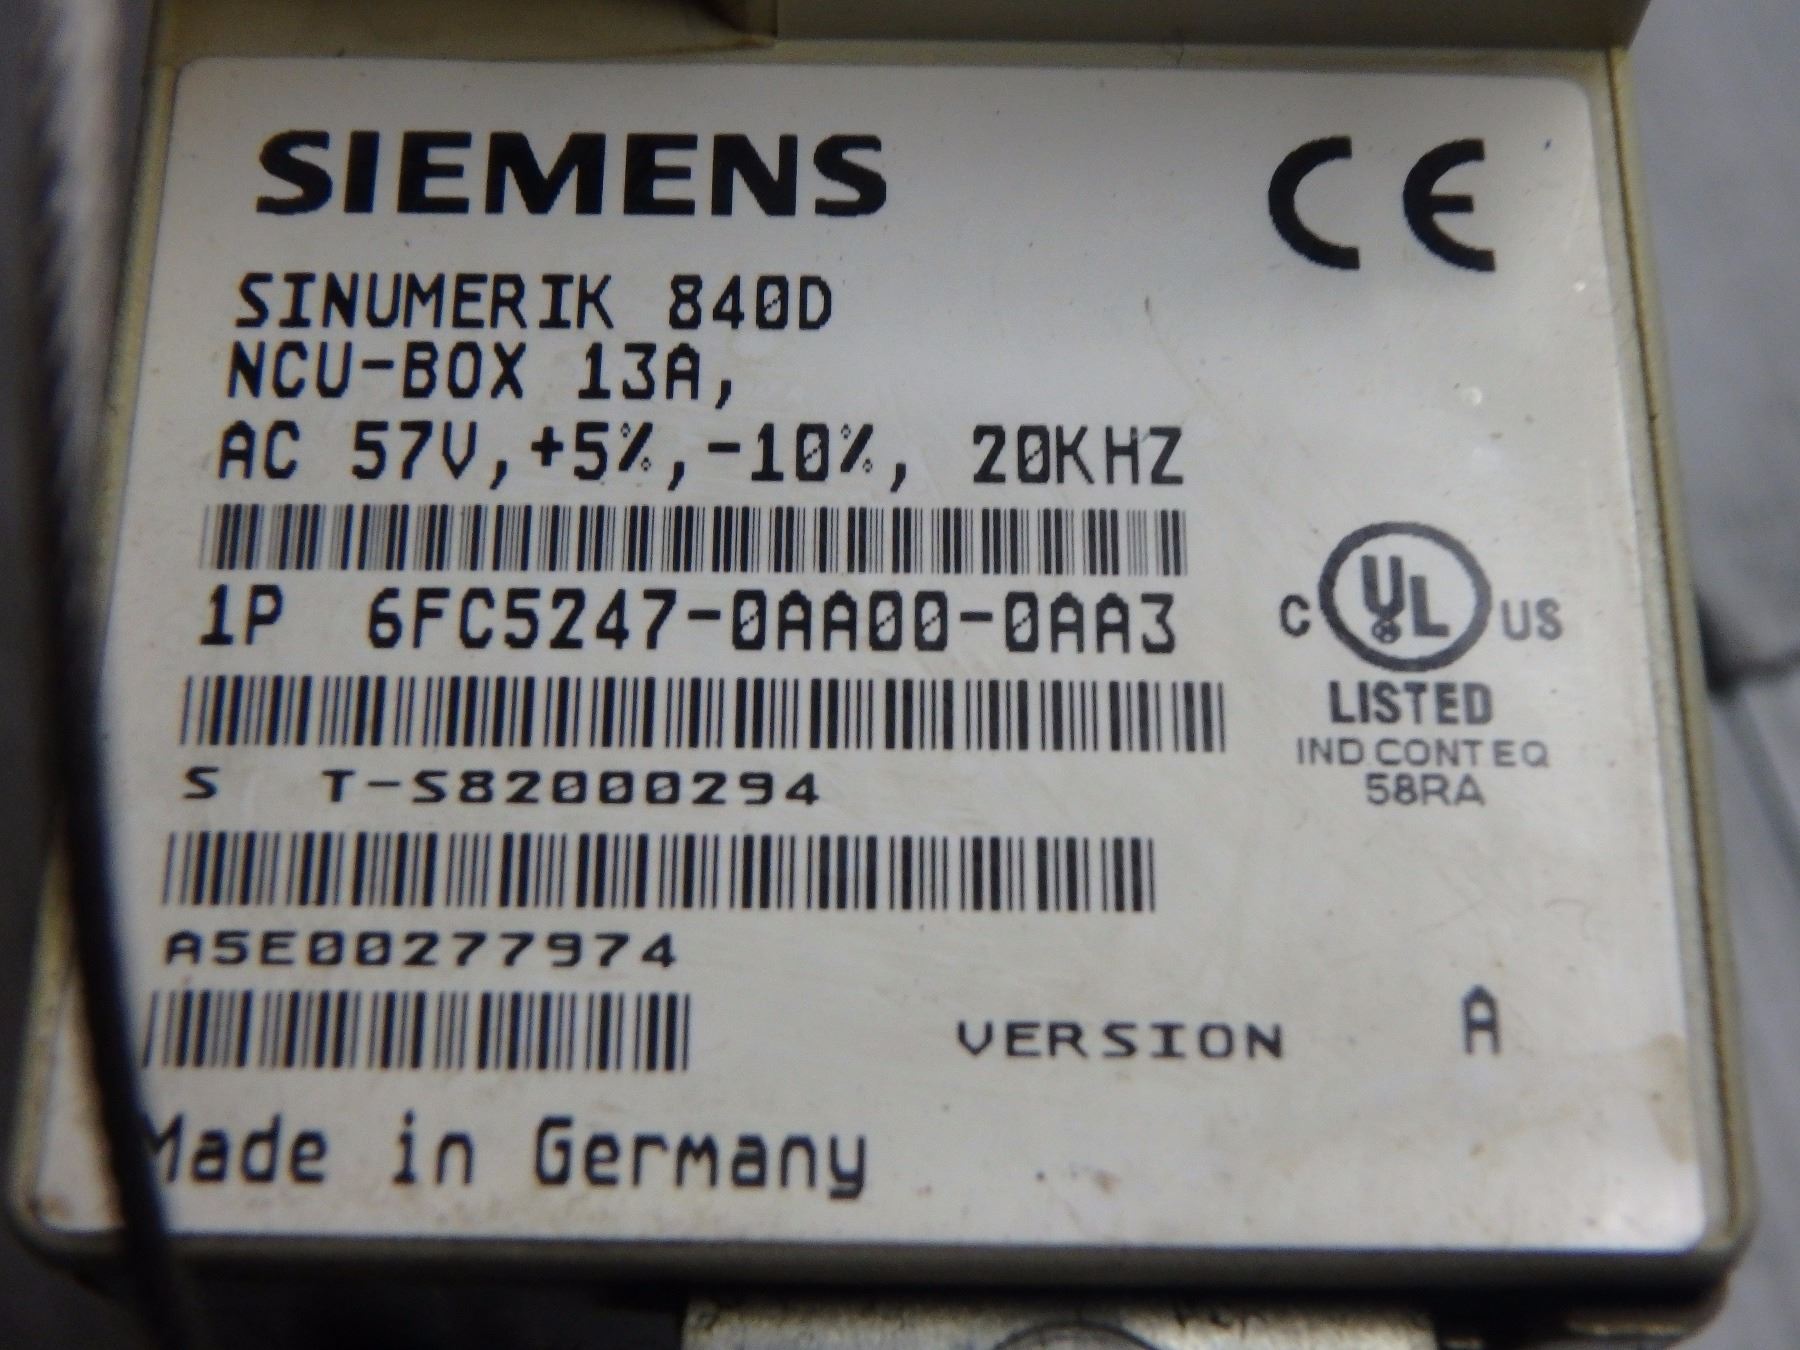 SIEMENS
CE
SINUMERIK 840D
NCU-BOX 13A,
AC 57V,+5%,-10%, 20KHZ
1P 6FC5247-0AA00-0AA3
C UL US
LISTED
IND CONT EQ
58RA
S T-S82000294
A5E00277974
VERSION A
Made in Germany